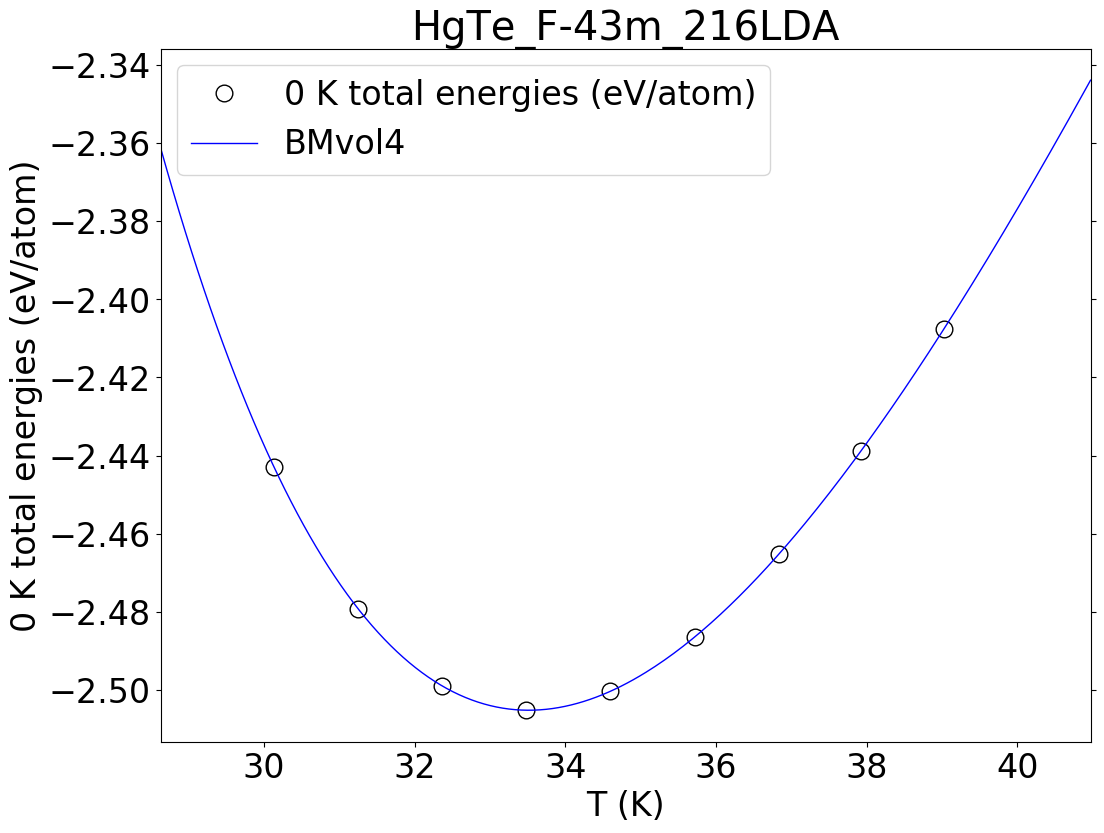 HgTe_F-43m_216LDA
0 K total energies (eV/atom)
BMvol4
0 K total energies (eV/atom)
−2.34
−2.36
−2.38
−2.40
−2.42
−2.44
−2.46
−2.48
−2.50
30 32 34 36 38 40
T (K)